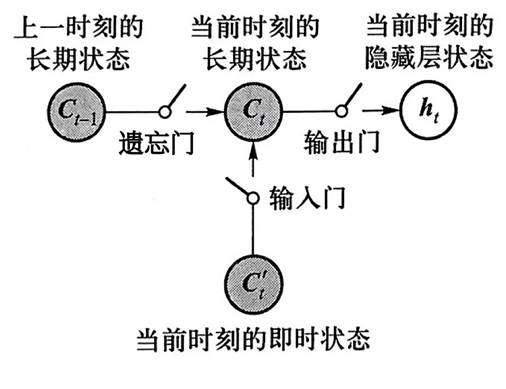 上一时刻的 当前时刻的 当前时刻的
长期状态 长期状态 隐藏层状态
C_{t-1} C_t h_t
遗忘门 输出门
输入门
C'_t
当前时刻的即时状态